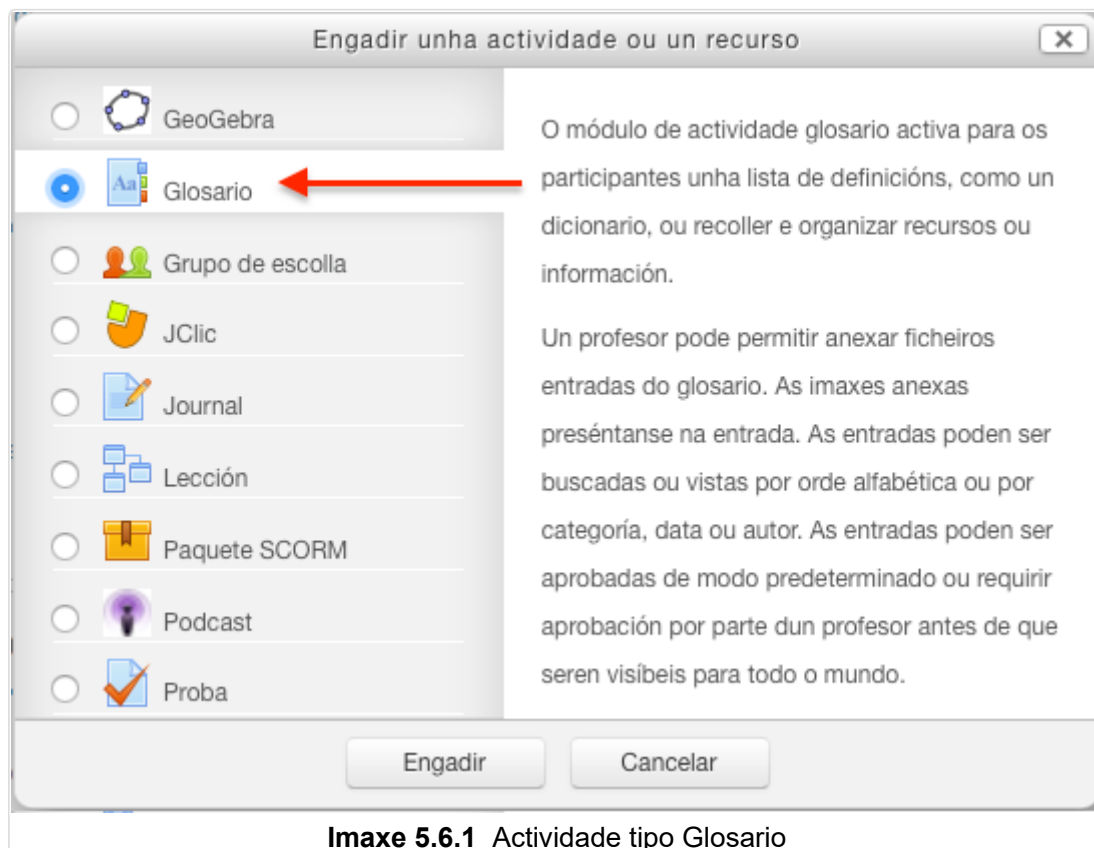 Engadir unha actividade ou un recurso
GeoGebra
Glosario
Grupo de escolla
JClic
Journal
Lección
Paquete SCORM
Podcast
Proba
O módulo de actividade glosario activa para os
participantes unha lista de definicións, como un
dicionario, ou recoller e organizar recursos ou
información.
Un profesor pode permitir anexar ficheiros
entradas do glosario. As imaxes anexas
preséntanse na entrada. As entradas poden ser
buscadas ou vistas por orde alfabética ou por
categoría, data ou autor. As entradas poden ser
aprobadas de modo predeterminado ou requirir
aprobación por parte dun profesor antes de que
seren visíbeis para todo o mundo.
Engadir
Cancelar
Imaxe 5.6.1 Actividade tipo Glosario